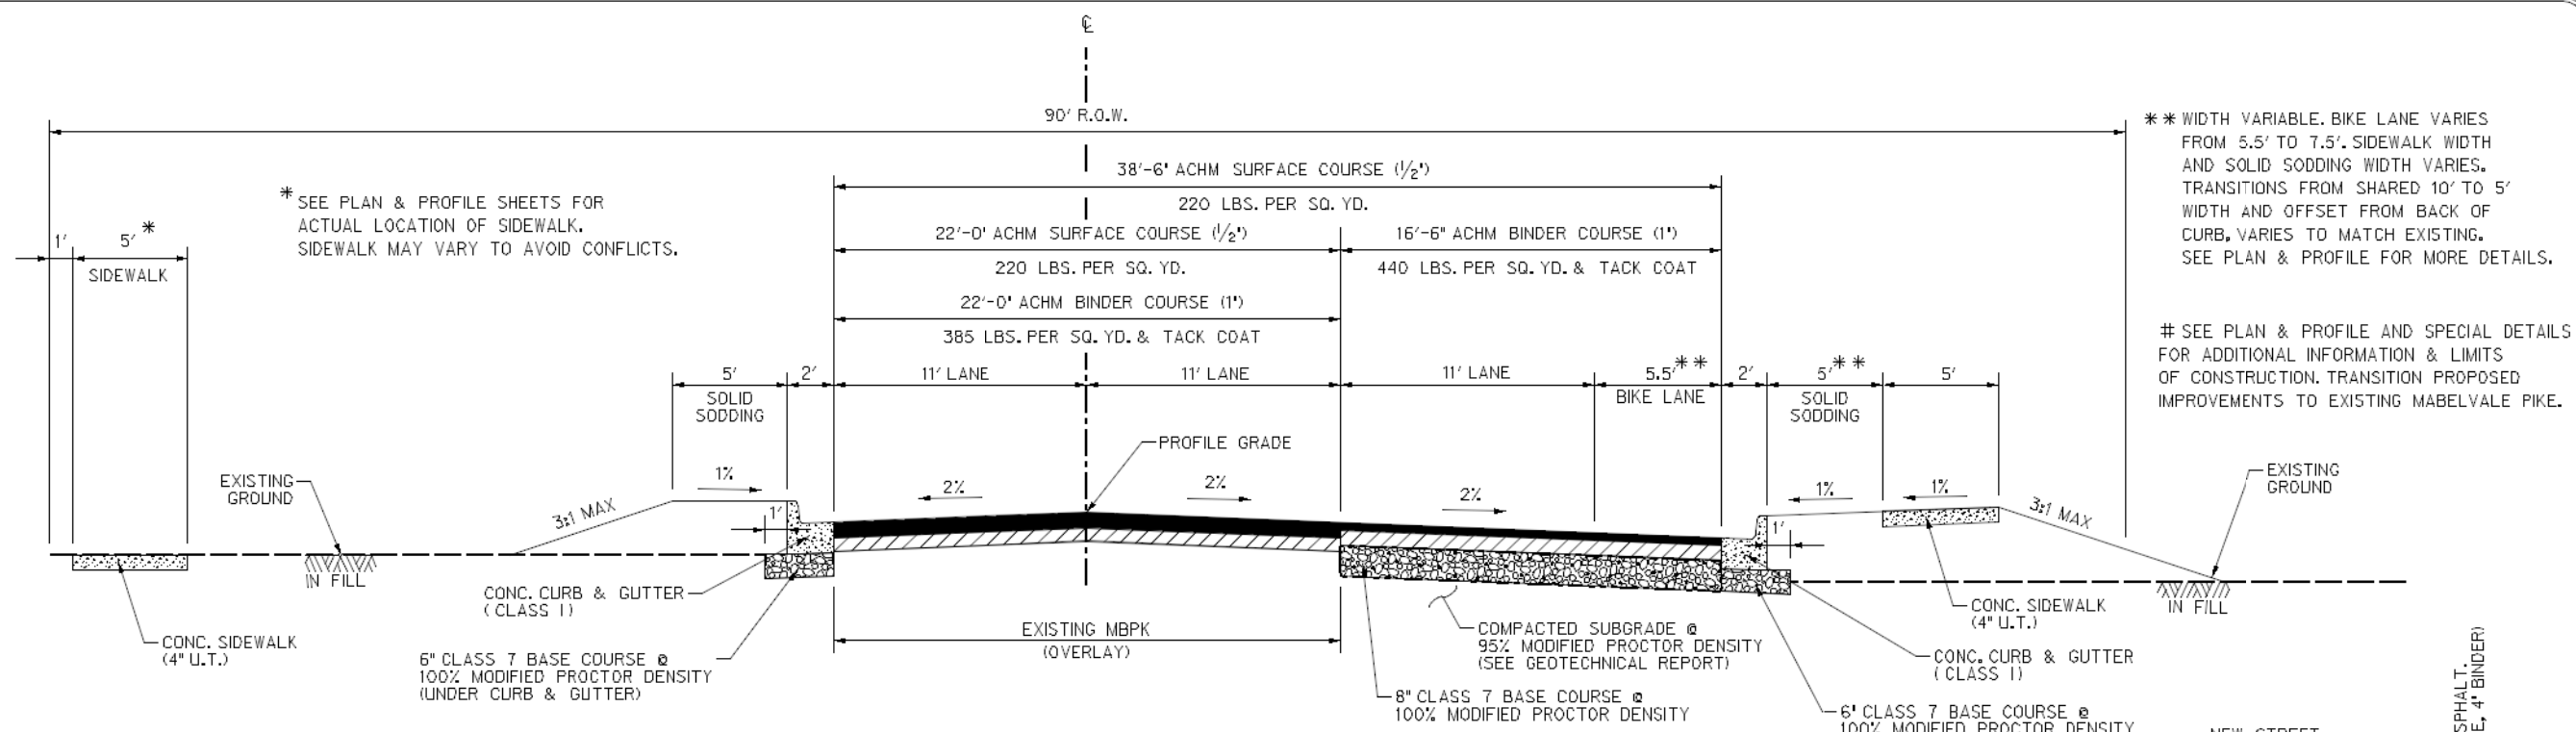 ℄
90' R.O.W.
38'-6" ACHM SURFACE COURSE (1/2")
220 LBS. PER SQ. YD.
22'-0" ACHM SURFACE COURSE (1/2")
220 LBS. PER SQ. YD.
16'-6" ACHM BINDER COURSE (1")
440 LBS. PER SQ. YD. & TACK COAT
22'-0" ACHM BINDER COURSE (1")
385 LBS. PER SQ. YD. & TACK COAT
* SEE PLAN & PROFILE SHEETS FOR
ACTUAL LOCATION OF SIDEWALK.
SIDEWALK MAY VARY TO AVOID CONFLICTS.
** WIDTH VARIABLE. BIKE LANE VARIES
FROM 5.5' TO 7.5'. SIDEWALK WIDTH
AND SOLID SODDING WIDTH VARIES.
TRANSITIONS FROM SHARED 10' TO 5'
WIDTH AND OFFSET FROM BACK OF
CURB, VARIES TO MATCH EXISTING.
SEE PLAN & PROFILE FOR MORE DETAILS.
# SEE PLAN & PROFILE AND SPECIAL DETAILS
FOR ADDITIONAL INFORMATION & LIMITS
OF CONSTRUCTION. TRANSITION PROPOSED
IMPROVEMENTS TO EXISTING MABELVALE PIKE.
1'
5' *
SIDEWALK
5'
SOLID
SODDING
2'
11' LANE
11' LANE
11' LANE
5.5' **
BIKE LANE
2'
5' **
SOLID
SODDING
5'
PROFILE GRADE
EXISTING
GROUND
IN FILL
3:1 MAX
1%
1'
2%
2%
2%
1'
1%
1%
3:1 MAX
EXISTING
GROUND
IN FILL
CONC. SIDEWALK
(4" U.T.)
CONC. CURB & GUTTER
(CLASS 1)
6" CLASS 7 BASE COURSE @
100% MODIFIED PROCTOR DENSITY
(UNDER CURB & GUTTER)
EXISTING MBPK
(OVERLAY)
COMPACTED SUBGRADE @
95% MODIFIED PROCTOR DENSITY
(SEE GEOTECHNICAL REPORT)
8" CLASS 7 BASE COURSE @
100% MODIFIED PROCTOR DENSITY
CONC. SIDEWALK
(4" U.T.)
CONC. CURB & GUTTER
(CLASS 1)
6" CLASS 7 BASE COURSE @
100% MODIFIED PROCTOR DENSITY
NEW STREET
SPHALT.
E, 4" BINDER)